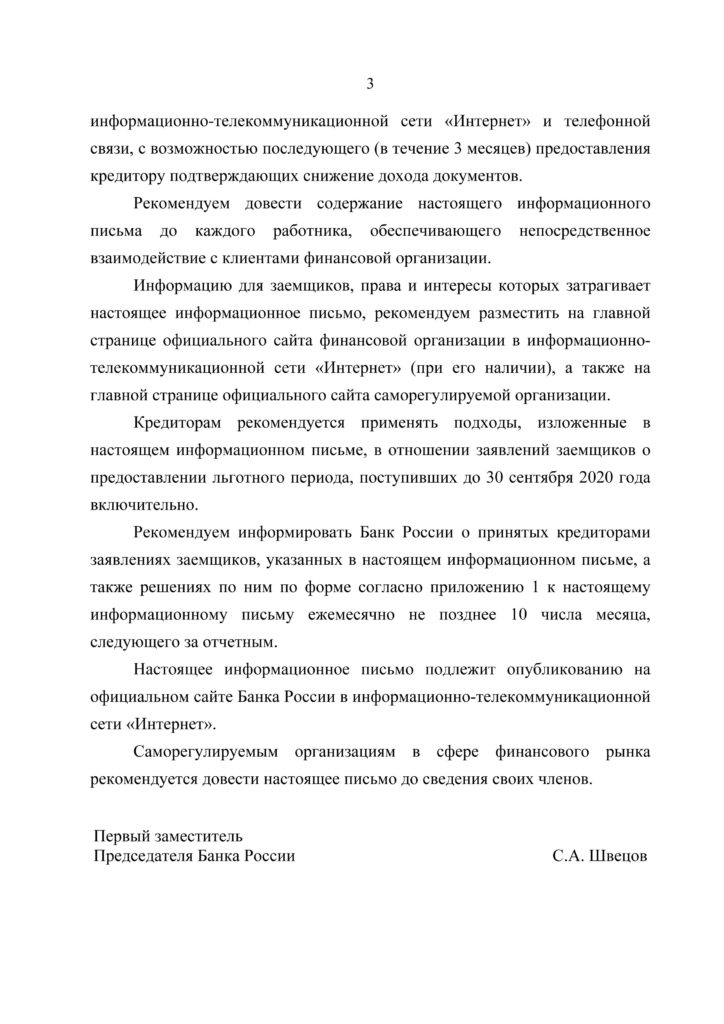 3
информационно-телекоммуникационной сети «Интернет» и телефонной
связи, с возможностью последующего (в течение 3 месяцев) предоставления
кредитору подтверждающих снижение дохода документов.
Рекомендуем довести содержание настоящего информационного
письма до каждого работника, обеспечивающего непосредственное
взаимодействие с клиентами финансовой организации.
Информацию для заемщиков, права и интересы которых затрагивает
настоящее информационное письмо, рекомендуем разместить на главной
странице официального сайта финансовой организации в информационно-
телекоммуникационной сети «Интернет» (при его наличии), а также на
главной странице официального сайта саморегулируемой организации.
Кредиторам рекомендуется применять подходы, изложенные в
настоящем информационном письме, в отношении заявлений заемщиков о
предоставлении льготного периода, поступивших до 30 сентября 2020 года
включительно.
Рекомендуем информировать Банк России о принятых кредиторами
заявлениях заемщиков, указанных в настоящем информационном письме, а
также решениях по ним по форме согласно приложению 1 к настоящему
информационному письму ежемесячно не позднее 10 числа месяца,
следующего за отчетным.
Настоящее информационное письмо подлежит опубликованию на
официальном сайте Банка России в информационно-телекоммуникационной
сети «Интернет».
Саморегулируемым организациям в сфере финансового рынка
рекомендуется довести настоящее письмо до сведения своих членов.
Первый заместитель
Председателя Банка России С.А. Швецов